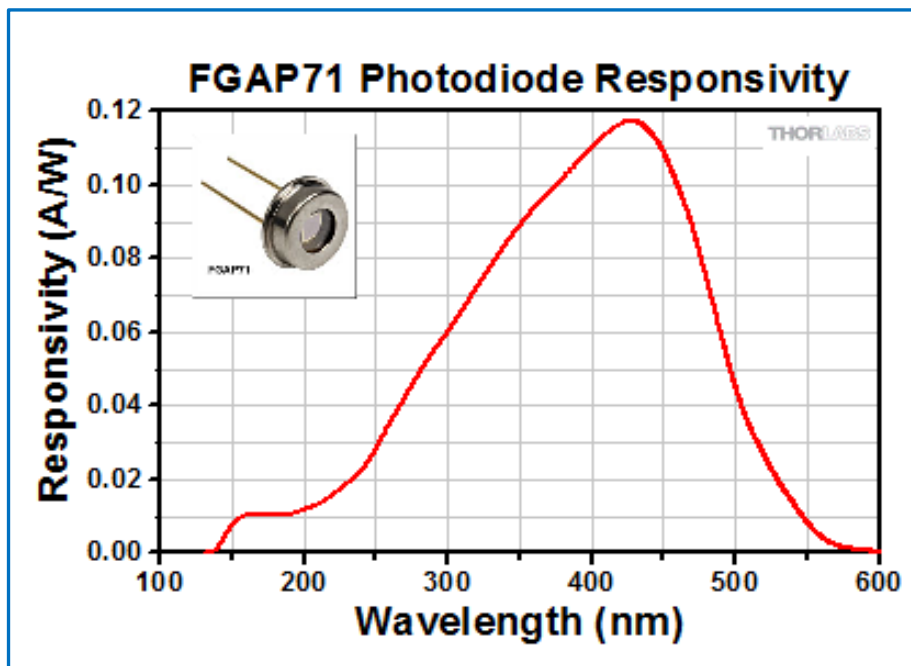 FGAP71 Photodiode Responsivity
0.12
0.10
0.08
0.06
0.04
0.02
0.00
Responsivity (A/W)
THORLABS
FGAP71
100 200 300 400 500 600
Wavelength (nm)